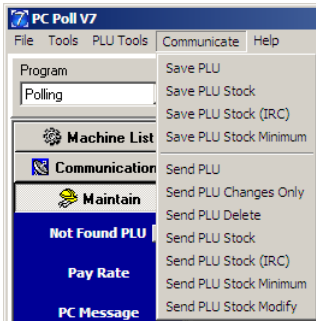 PC Poll V7
File Tools PLU Tools Communicate Help
Program
Polling
Machine List
Communication
Maintain
Not Found PLU
Pay Rate
PC Message
Save PLU
Save PLU Stock
Save PLU Stock (IRC)
Save PLU Stock Minimum
Send PLU
Send PLU Changes Only
Send PLU Delete
Send PLU Stock
Send PLU Stock (IRC)
Send PLU Stock Minimum
Send PLU Stock Modify